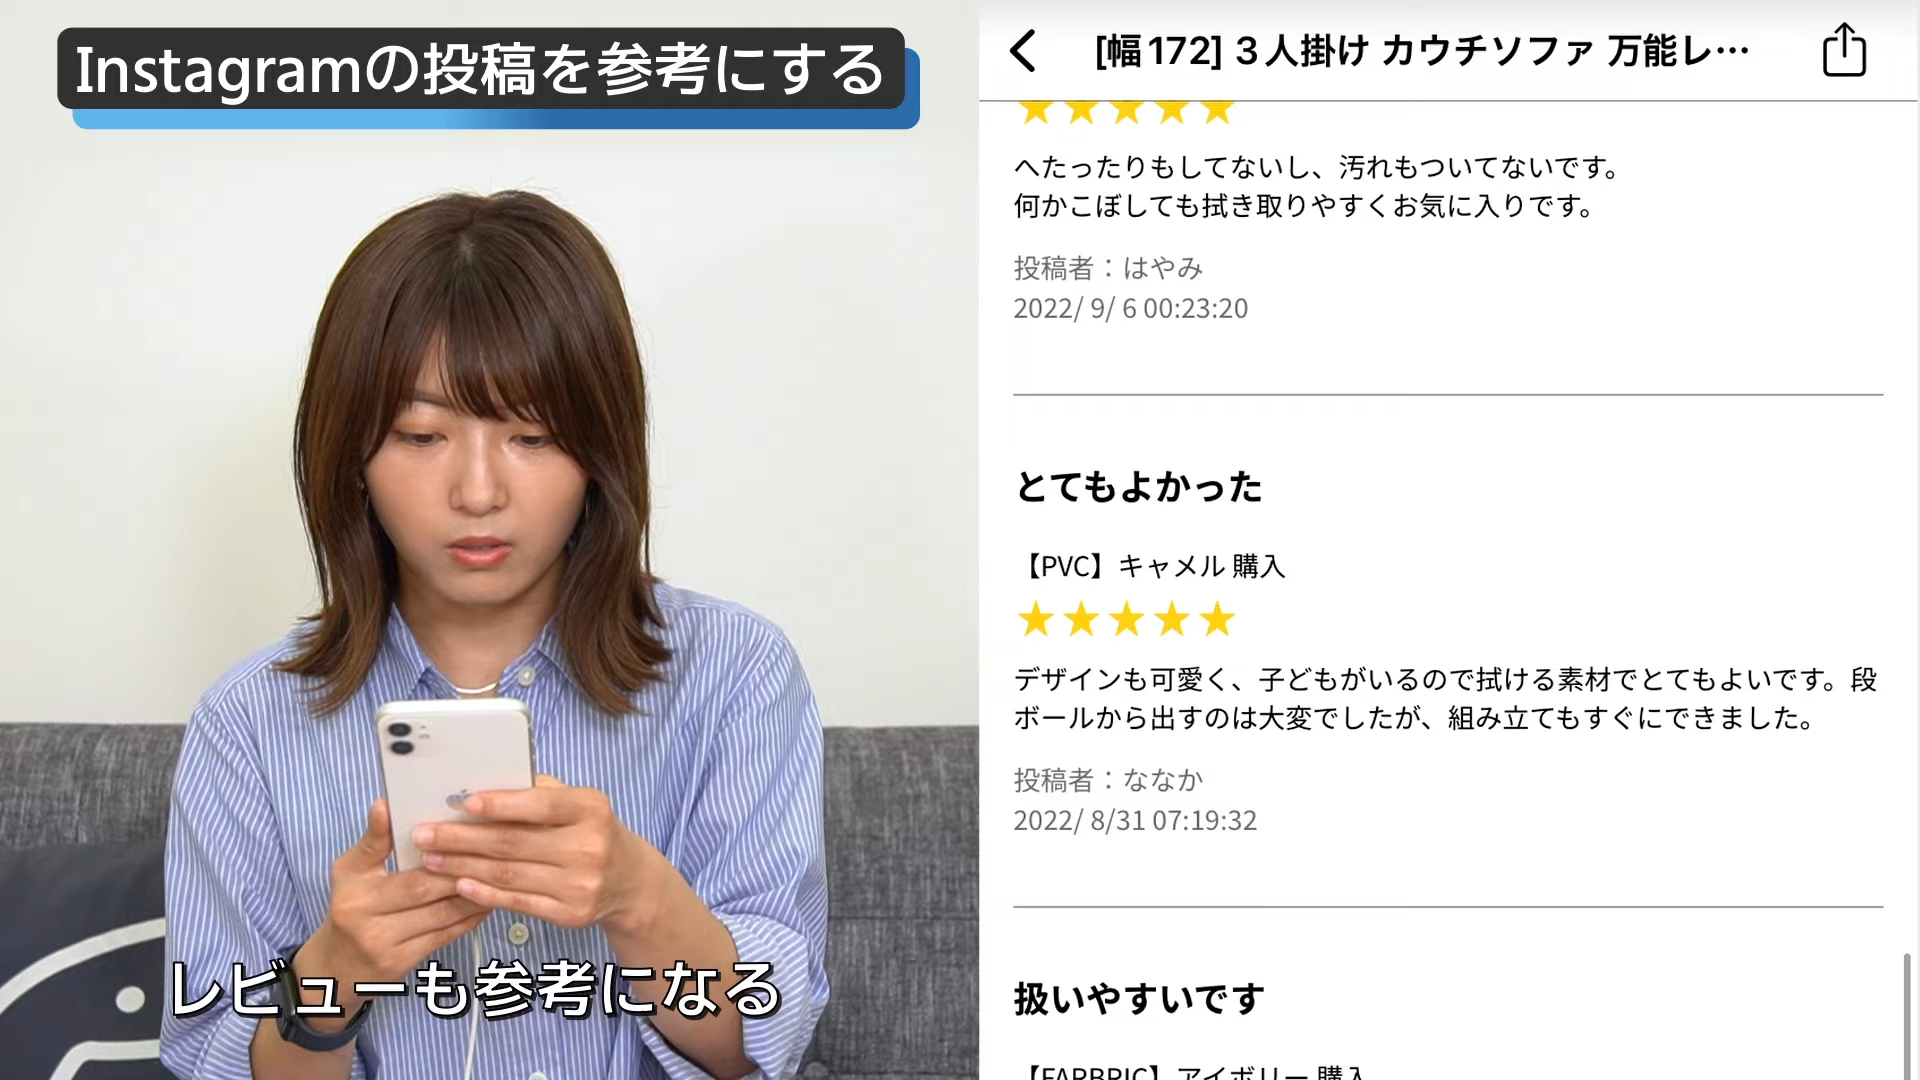 Instagramの投稿を参考にする
レビューも参考になる
[幅172] 3人掛け カウチソファ 万能レ…
へたったりもしてないし、汚れもついてないです。
何かこぼしても拭き取りやすくお気に入りです。
投稿者：はやみ
2022/ 9/ 6 00:23:20
とてもよかった
【PVC】キャメル 購入
デザインも可愛く、子どもがいるので拭ける素材でとてもよいです。段
ボールから出すのは大変でしたが、組み立てもすぐにできました。
投稿者：ななか
2022/ 8/31 07:19:32
扱いやすいです
【FARBRIC】アイボリー 購入